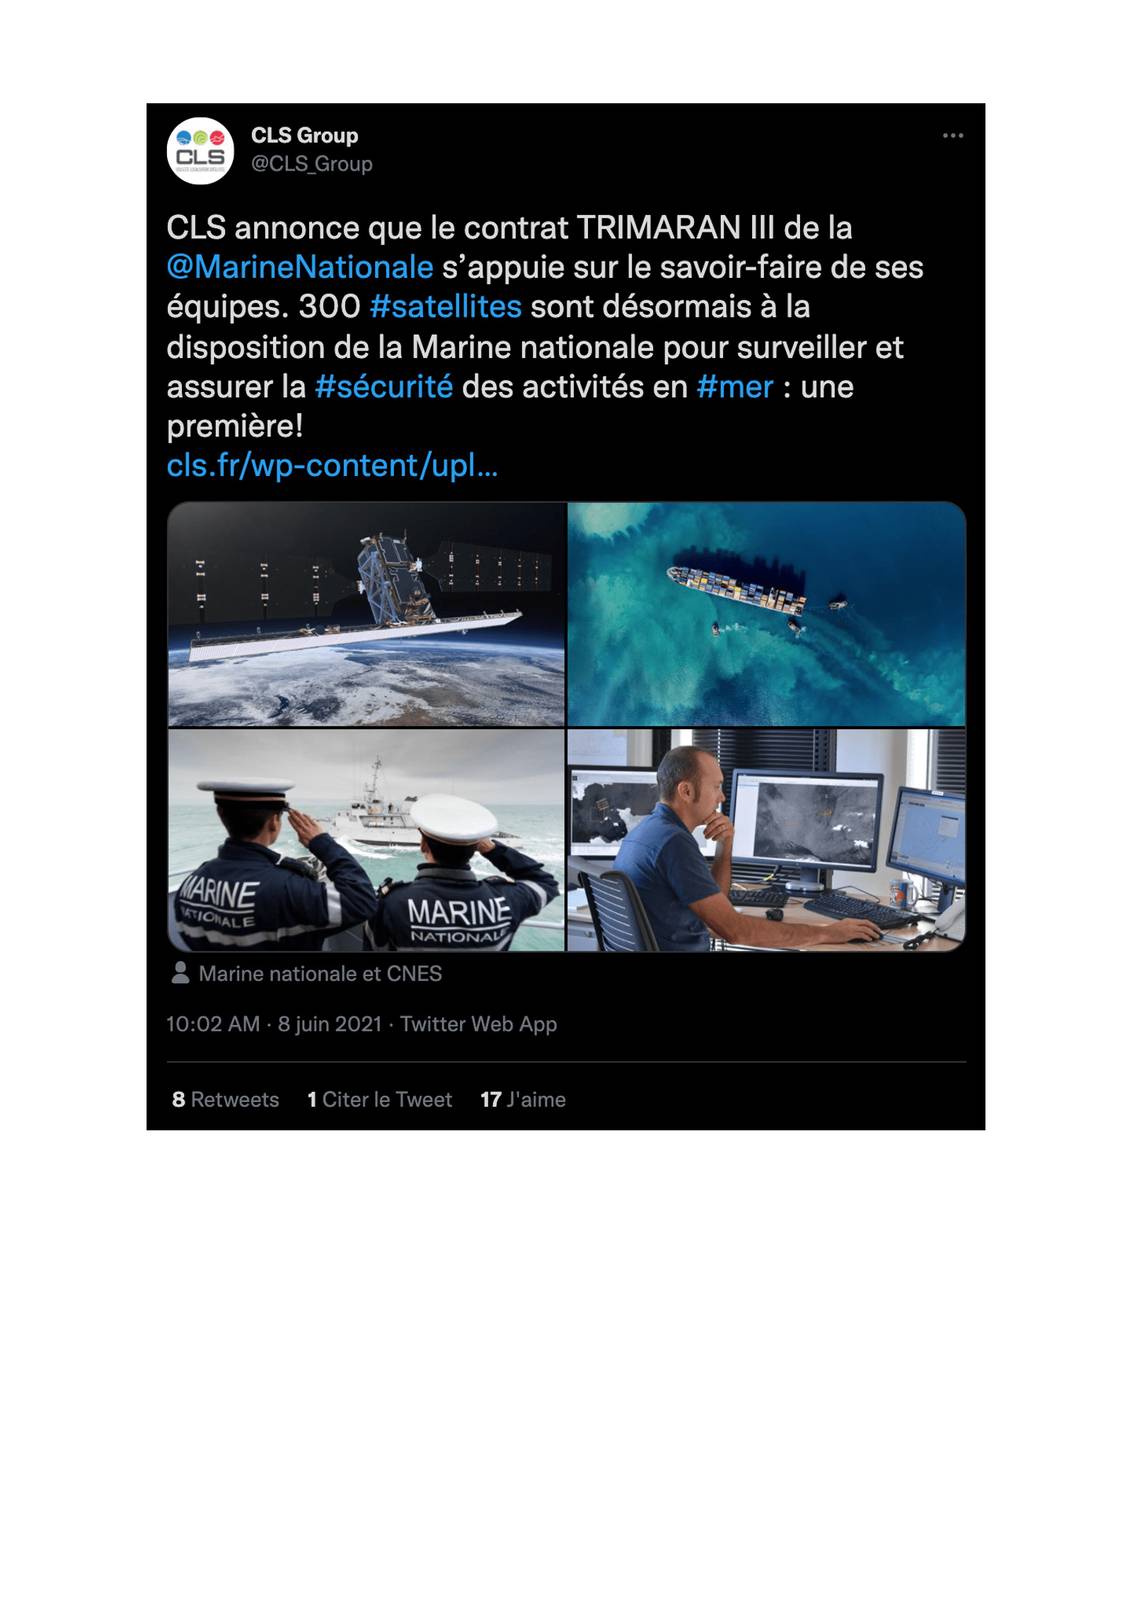 CLS
CLS Group
@CLS_Group
CLS annonce que le contrat TRIMARAN III de la
@MarineNationale s’appuie sur le savoir-faire de ses
équipes. 300 #satellites sont désormais à la
disposition de la Marine nationale pour surveiller et
assurer la #sécurité des activités en #mer : une
première!
cls.fr/wp-content/upl...
MARINE
NATIONALE
MARINE
NATIONALE
Marine nationale et CNES
10:02 AM · 8 juin 2021 · Twitter Web App
8 Retweets 1 Citer le Tweet 17 J'aime